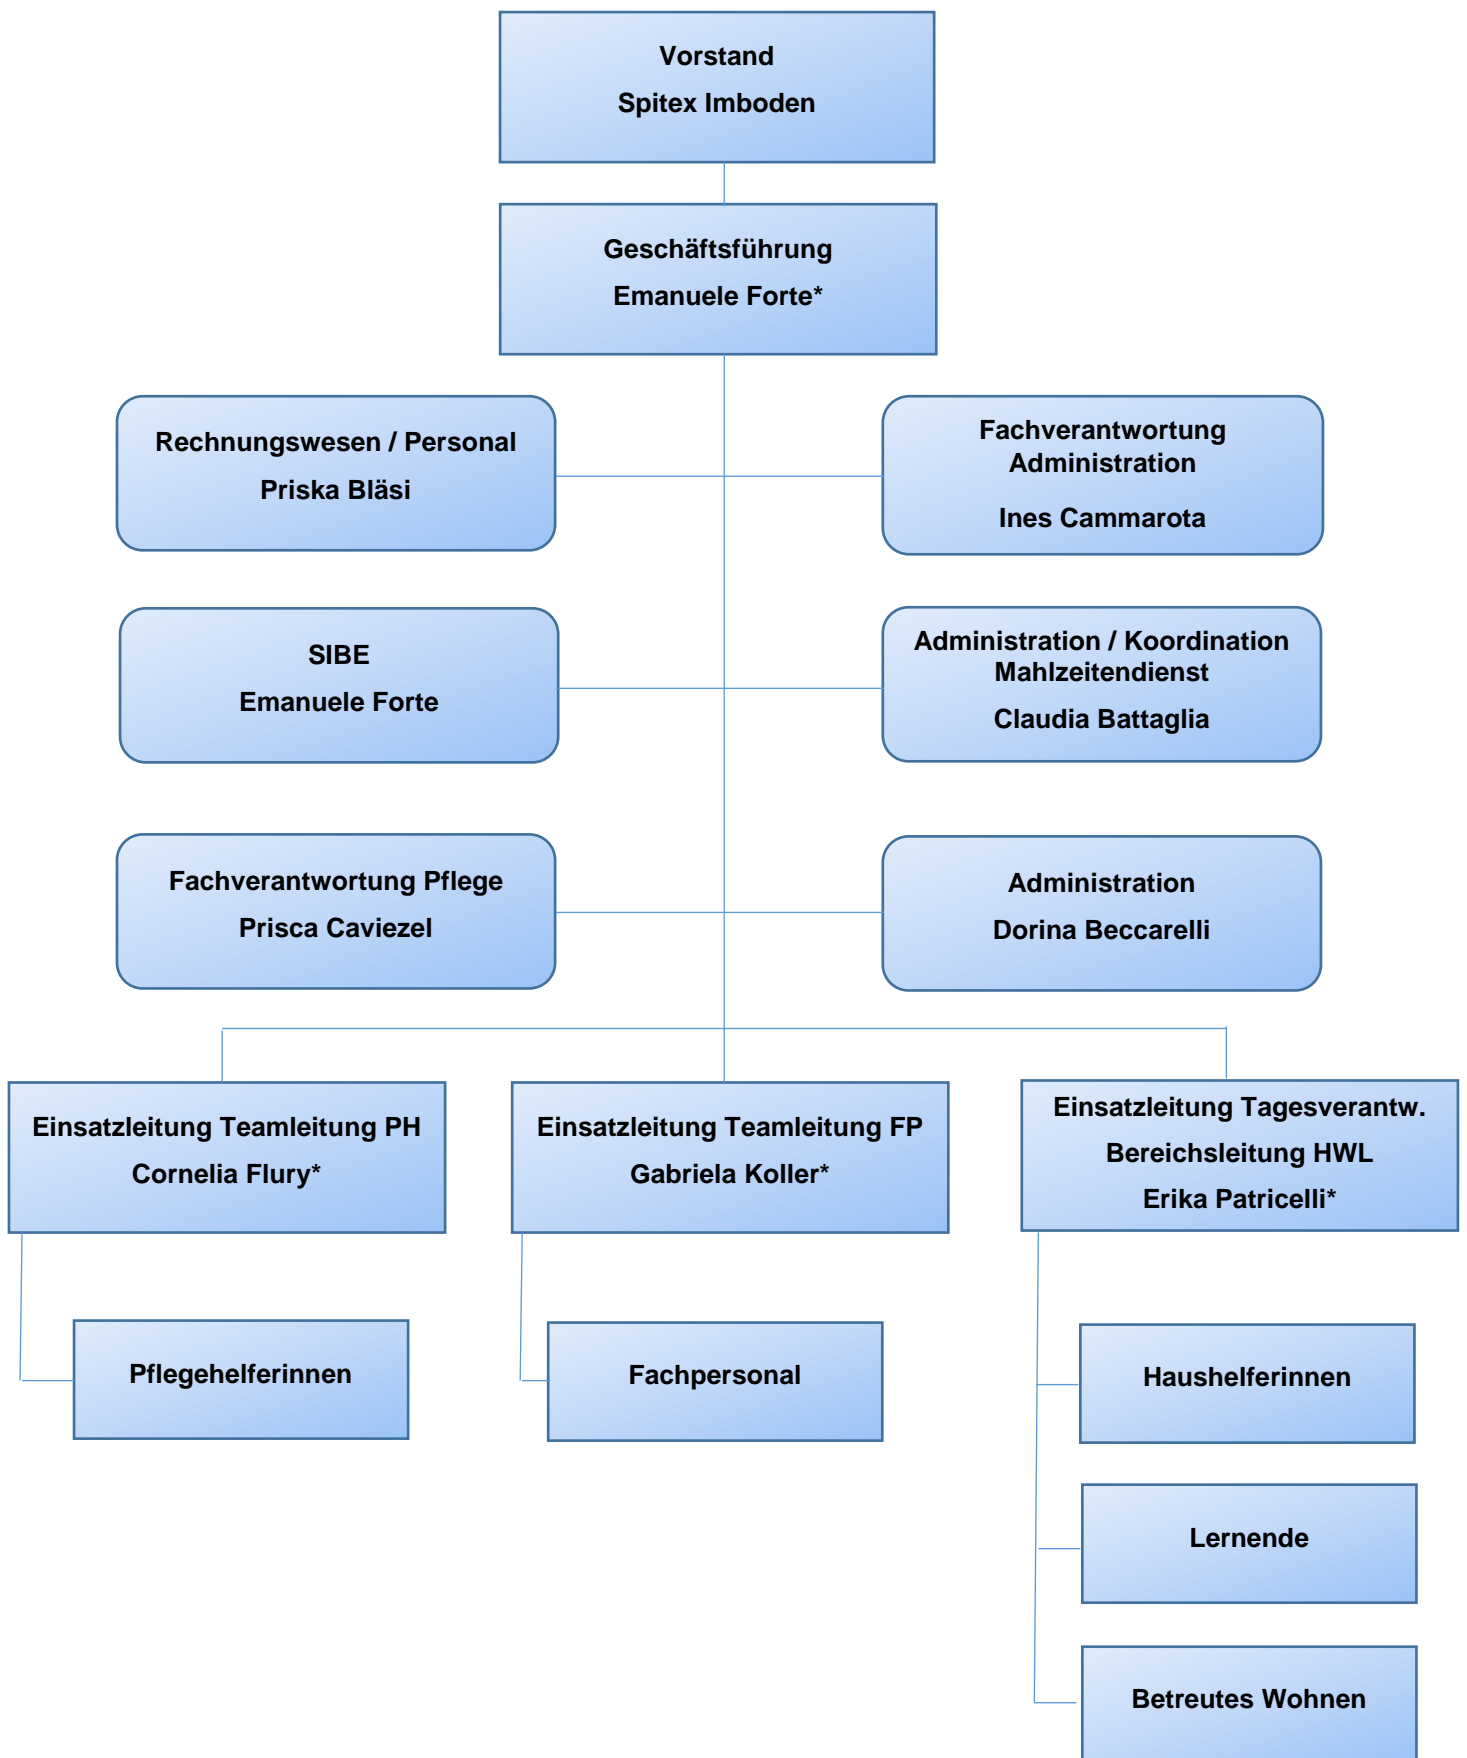 Vorstand
Spitex Imboden
Geschäftsführung
Emanuele Forte*
Rechnungswesen / Personal
Priska Bläsi
Fachverantwortung
Administration
Ines Cammarota
SIBE
Emanuele Forte
Administration / Koordination
Mahlzeitendienst
Claudia Battaglia
Fachverantwortung Pflege
Prisca Caviezel
Administration
Dorina Beccarelli
Einsatzleitung Teamleitung PH
Cornelia Flury*
Einsatzleitung Teamleitung FP
Gabriela Koller*
Einsatzleitung Tagesverantw.
Bereichsleitung HWL
Erika Patricelli*
Pflegehelferinnen
Fachpersonal
Haushelferinnen
Lernende
Betreutes Wohnen